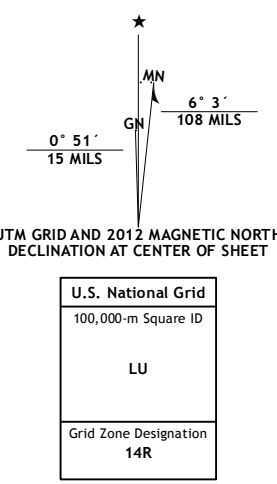 ★
MN
GN
6° 3´
108 MILS
0° 51´
15 MILS
UTM GRID AND 2012 MAGNETIC NORTH
DECLINATION AT CENTER OF SHEET
U.S. National Grid
100,000-m Square ID
LU
Grid Zone Designation
14R